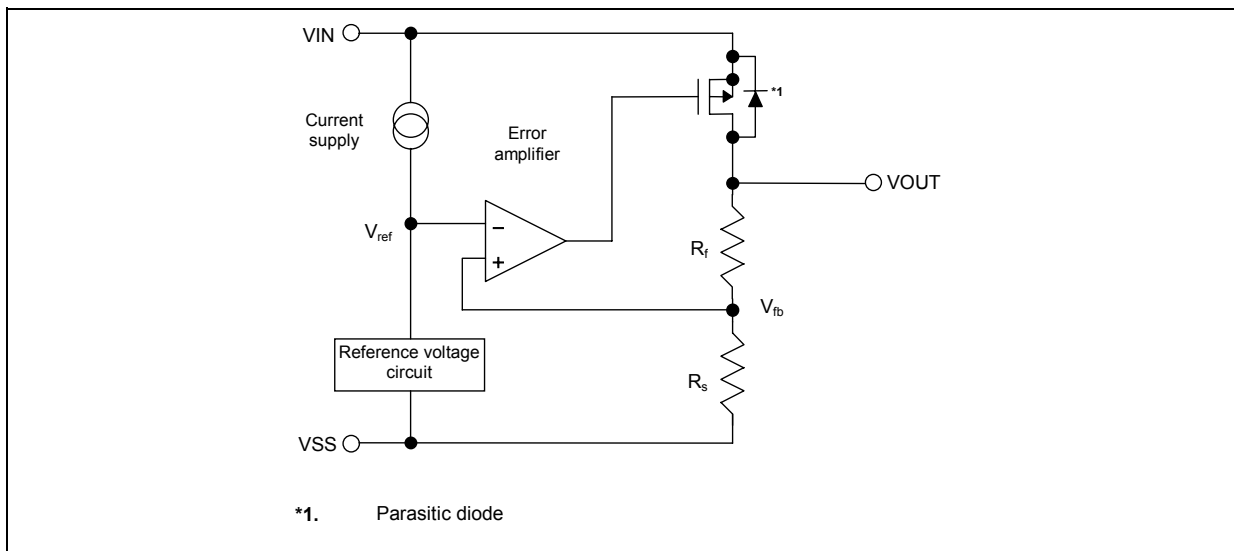 VIN
*1
Current
supply
Error
amplifier
VOUT
Vref
−
+
Rf
Vfb
Reference voltage
circuit
Rs
VSS
*1. Parasitic diode